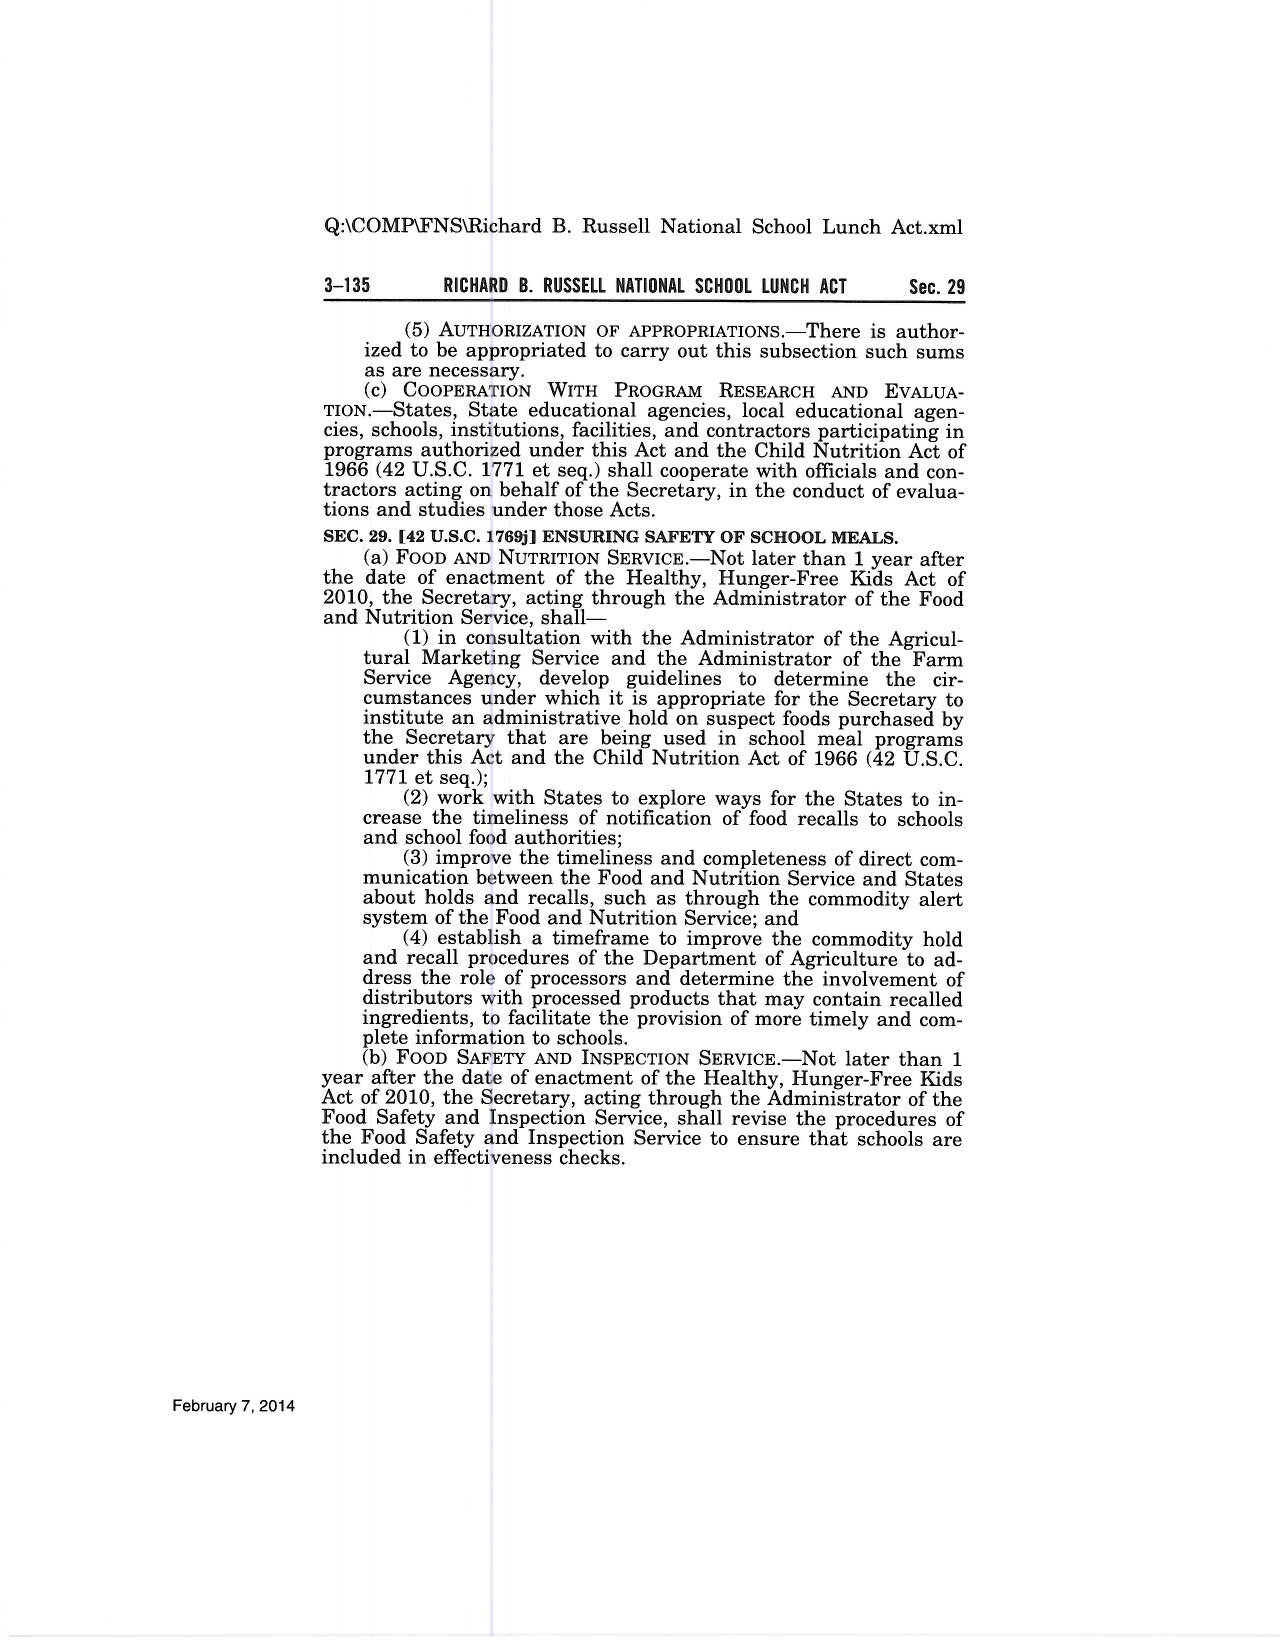 Q:\COMP\FNS\Richard B. Russell National School Lunch Act.xml
3–135 RICHARD B. RUSSELL NATIONAL SCHOOL LUNCH ACT Sec. 29
(5) AUTHORIZATION OF APPROPRIATIONS.—There is author-
ized to be appropriated to carry out this subsection such sums
as are necessary.
(c) COOPERATION WITH PROGRAM RESEARCH AND EVALUA-
TION.—States, State educational agencies, local educational agen-
cies, schools, institutions, facilities, and contractors participating in
programs authorized under this Act and the Child Nutrition Act of
1966 (42 U.S.C. 1771 et seq.) shall cooperate with officials and con-
tractors acting on behalf of the Secretary, in the conduct of evalua-
tions and studies under those Acts.
SEC. 29. [42 U.S.C. 1769j] ENSURING SAFETY OF SCHOOL MEALS.
(a) FOOD AND NUTRITION SERVICE.—Not later than 1 year after
the date of enactment of the Healthy, Hunger-Free Kids Act of
2010, the Secretary, acting through the Administrator of the Food
and Nutrition Service, shall—
(1) in consultation with the Administrator of the Agricul-
tural Marketing Service and the Administrator of the Farm
Service Agency, develop guidelines to determine the cir-
cumstances under which it is appropriate for the Secretary to
institute an administrative hold on suspect foods purchased by
the Secretary that are being used in school meal programs
under this Act and the Child Nutrition Act of 1966 (42 U.S.C.
1771 et seq.);
(2) work with States to explore ways for the States to in-
crease the timeliness of notification of food recalls to schools
and school food authorities;
(3) improve the timeliness and completeness of direct com-
munication between the Food and Nutrition Service and States
about holds and recalls, such as through the commodity alert
system of the Food and Nutrition Service; and
(4) establish a timeframe to improve the commodity hold
and recall procedures of the Department of Agriculture to ad-
dress the role of processors and determine the involvement of
distributors with processed products that may contain recalled
ingredients, to facilitate the provision of more timely and com-
plete information to schools.
(b) FOOD SAFETY AND INSPECTION SERVICE.—Not later than 1
year after the date of enactment of the Healthy, Hunger-Free Kids
Act of 2010, the Secretary, acting through the Administrator of the
Food Safety and Inspection Service, shall revise the procedures of
the Food Safety and Inspection Service to ensure that schools are
included in effectiveness checks.
February 7, 2014